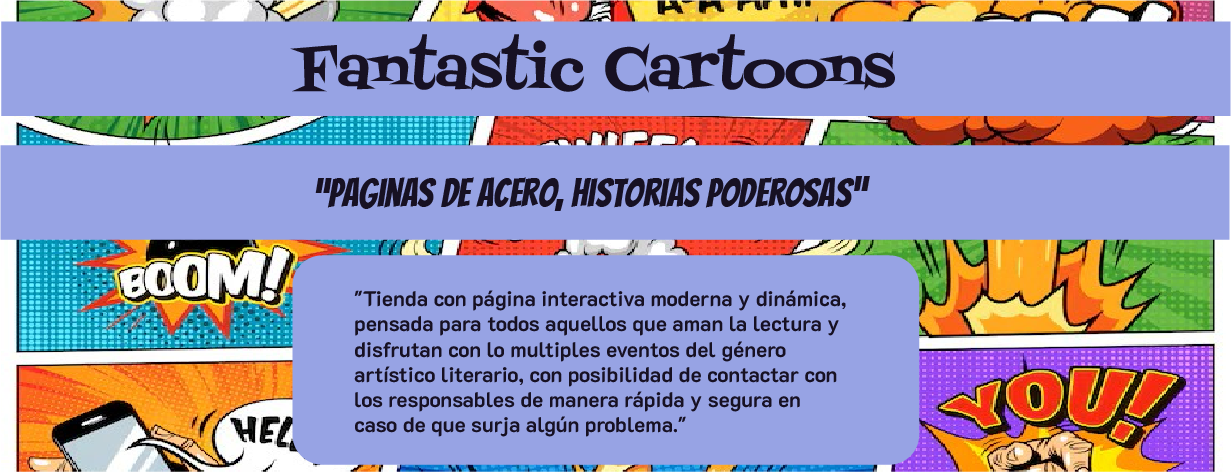 Fantastic Cartoons
"PAGINAS DE ACERO, HISTORIAS PODEROSAS"
BOOM!
"Tienda con página interactiva moderna y dinámica,
pensada para todos aquellos que aman la lectura y
disfrutan con lo multiples eventos del género
artístico literario, con posibilidad de contactar con
los responsables de manera rápida y segura en
caso de que surja algún problema."
YOU!